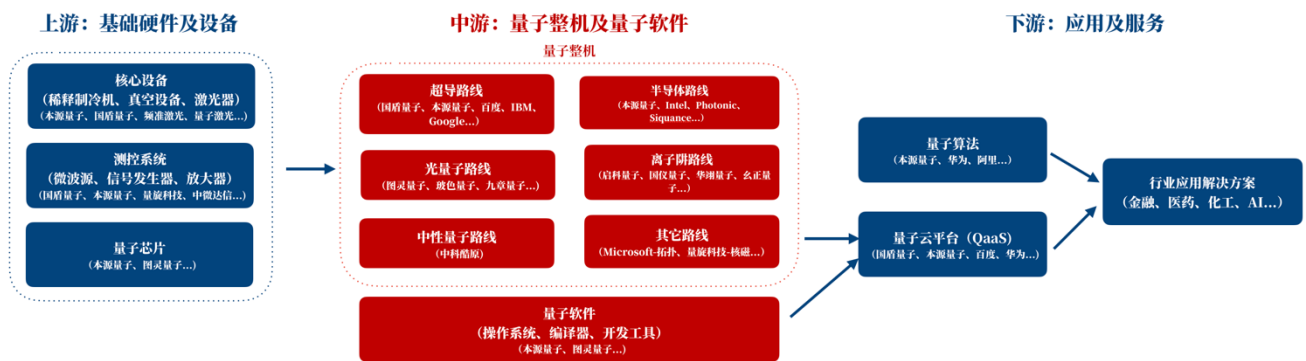 上游：基础硬件及设备
核心设备
（稀释制冷机、真空设备、激光器）
（本源量子、国盾量子、频准激光、量子激光...）
测控系统
（微波源、信号发生器、放大器）
（国盾量子、本源量子、量旋科技、中微达信...）
量子芯片
（本源量子、图灵量子...）
中游：量子整机及量子软件
量子整机
超导路线
（国盾量子、本源量子、百度、IBM、
Google...）
半导体路线
（本源量子、Intel、Photonic、
Siquance...）
光量子路线
（图灵量子、玻色量子、九章量子...）
离子阱路线
（启科量子、国仪量子、华翊量子、幺正量
子...）
中性量子路线
（中科酷原）
其它路线
（Microsoft-拓扑、量旋科技-核磁...）
量子软件
（操作系统、编译器、开发工具）
（本源量子、图灵量子...）
下游：应用及服务
量子算法
（本源量子、华为、阿里...）
量子云平台（QaaS）
（国盾量子、本源量子、百度、华为...）
行业应用解决方案
（金融、医药、化工、AI...）